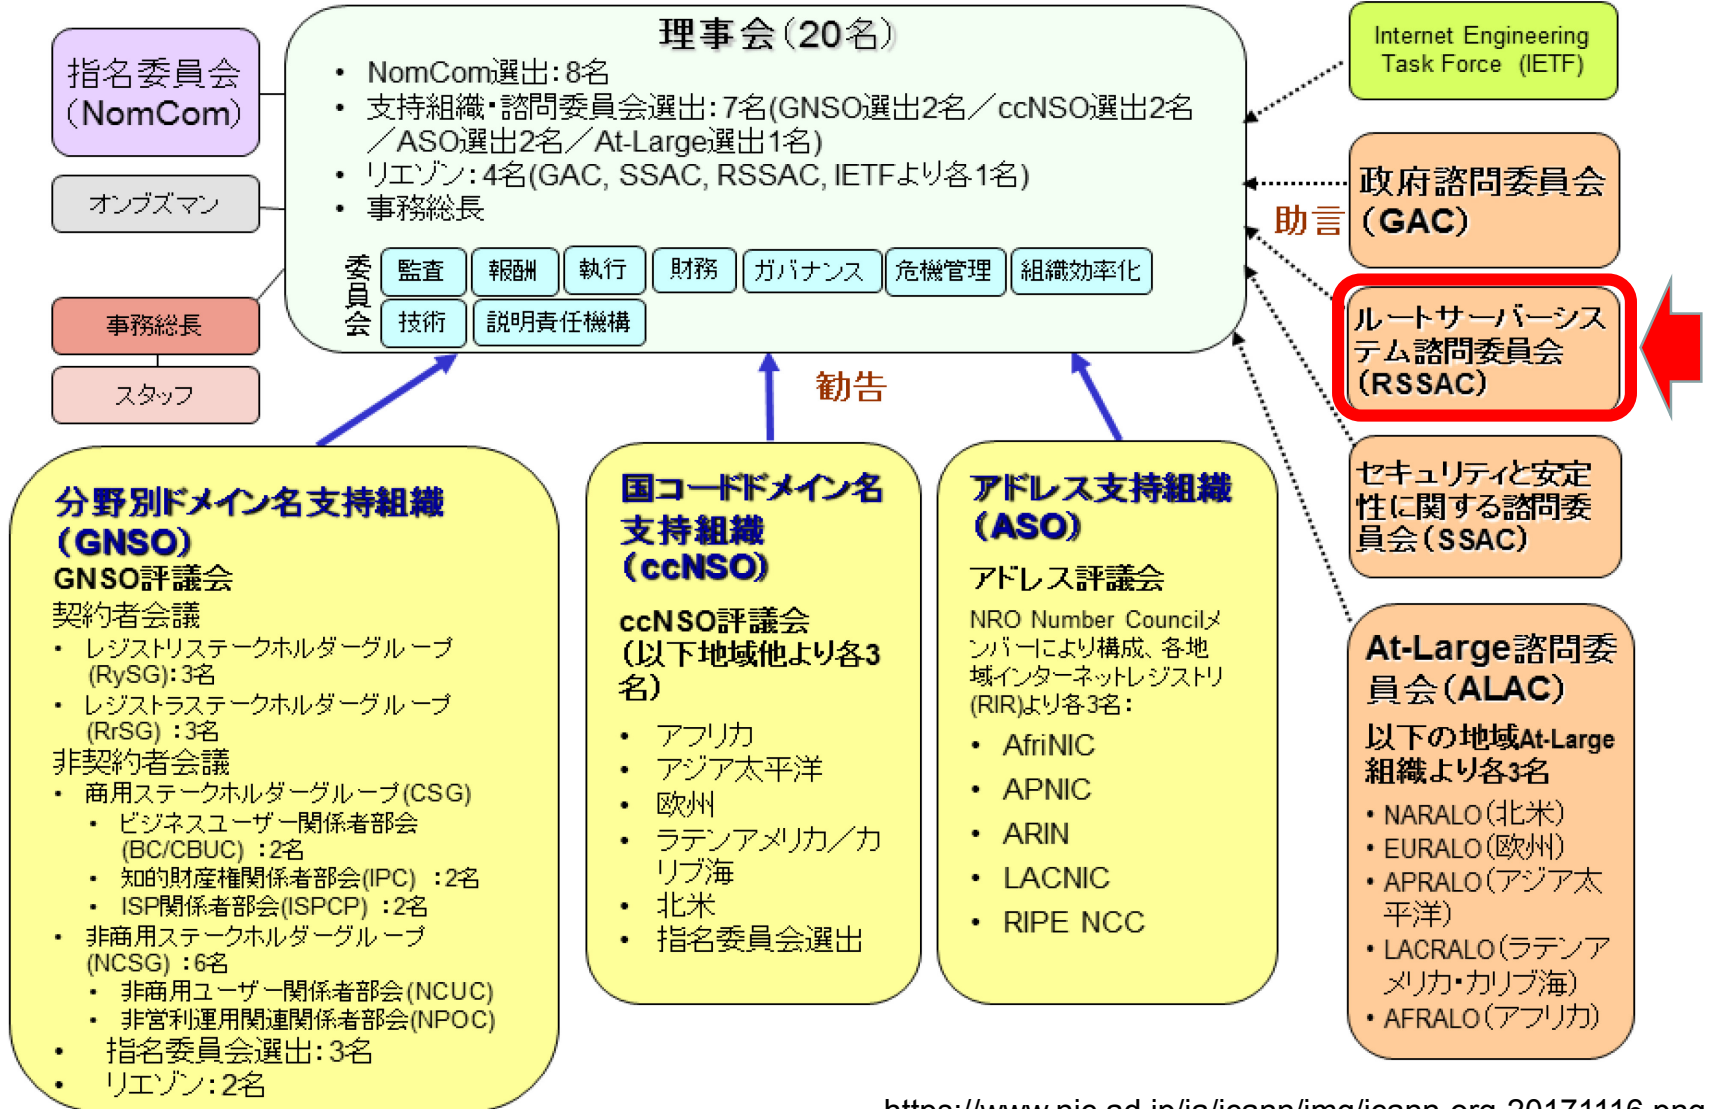 理事会(20名)
• NomCom選出:8名
• 支持組織・諮問委員会選出:7名(GNSO選出2名／ccNSO選出2名
／ASO選出2名／At-Large選出1名)
• リエゾン:4名(GAC, SSAC, RSSAC, IETFより各1名)
• 事務総長
委員会
監査
報酬
執行
財務
ガバナンス
危機管理
組織効率化
技術
説明責任機構
指名委員会
(NomCom)
オンブズマン
事務総長
スタッフ
Internet Engineering
Task Force (IETF)
政府諮問委員会
(GAC)
助言
ルートサーバーシス
テム諮問委員会
(RSSAC)
セキュリティと安定
性に関する諮問委
員会(SSAC)
At-Large諮問委
員会(ALAC)
以下の地域At-Large
組織より各3名
• NARALO(北米)
• EURALO(欧州)
• APRALO(アジア太
平洋)
• LACRALO(ラテンア
メリカ・カリブ海)
• AFRALO(アフリカ)
勧告
分野別ドメイン名支持組織
(GNSO)
GNSO評議会
契約者会議
• レジストリステークホルダーグループ
(RySG):3名
• レジストラステークホルダーグループ
(RrSG) :3名
非契約者会議
• 商用ステークホルダーグループ(CSG)
• ビジネスユーザー関係者部会
(BC/CBUC) :2名
• 知的財産権関係者部会(IPC) :2名
• ISP関係者部会(ISPCP) :2名
• 非商用ステークホルダーグループ
(NCSG) :6名
• 非商用ユーザー関係者部会(NCUC)
• 非営利運用関連関係者部会(NPOC)
• 指名委員会選出:3名
• リエゾン:2名
国コードドメイン名
支持組織
(ccNSO)
ccNSO評議会
(以下地域他より各3
名)
• アフリカ
• アジア太平洋
• 欧州
• ラテンアメリカ／カ
リブ海
• 北米
• 指名委員会選出
アドレス支持組織
(ASO)
アドレス評議会
NRO Number Councilメ
ンバーにより構成、各地
域インターネットレジストリ
(RIR)より各3名:
• AfriNIC
• APNIC
• ARIN
• LACNIC
• RIPE NCC
https://www.nic.ad.jp/ja/icann/img/icann-org-20171116.png